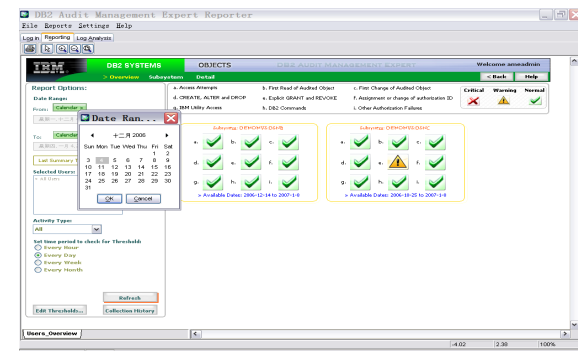 DB2 Audit Management Expert Reporter
File Reports Settings Help
Log in Reporting Log Analysis
IBM
DB2 SYSTEMS OBJECTS DB2 AUDIT MANAGEMENT EXPERT Welcome ameadmin
> Overview Subsystem Detail < Back Help
Report Options:
a. Access Attempts b. First Read of Audited Object c. First Change of Audited Object
d. CREATE, ALTER and DROP e. Explicit GRANT and REVOKE f. Assignment or change of authorization ID
g. IBM Utility Access h. DB2 Commands i. Other Authorization Failures
Critical Warning Normal
Date Range:
From: Calendar >
To: Calendar
Last Summary
Selected Users:
Date Ran...
十二月 2006
Sun Mon Tue Wed Thu Fri Sat
1 2
3 4 5 6 7 8 9
10 11 12 13 14 15 16
17 18 19 20 21 22 23
24 25 26 27 28 29 30
31
OK Cancel
a. b. c.
d. e. f.
g. h. i.
> Available Dates: 2006-12-14 to 2007-1-8
a. b. c.
d. e. f.
g. h. i.
> Available Dates: 2006-10-25 to 2007-1-8
Activity Type:
All
Set time period to check for Threshold:
Every Hour
Every Day
Every Week
Every Month
Refresh
Edit Thresholds... Collection History
Users_Overview
-4.02 2.38 100%